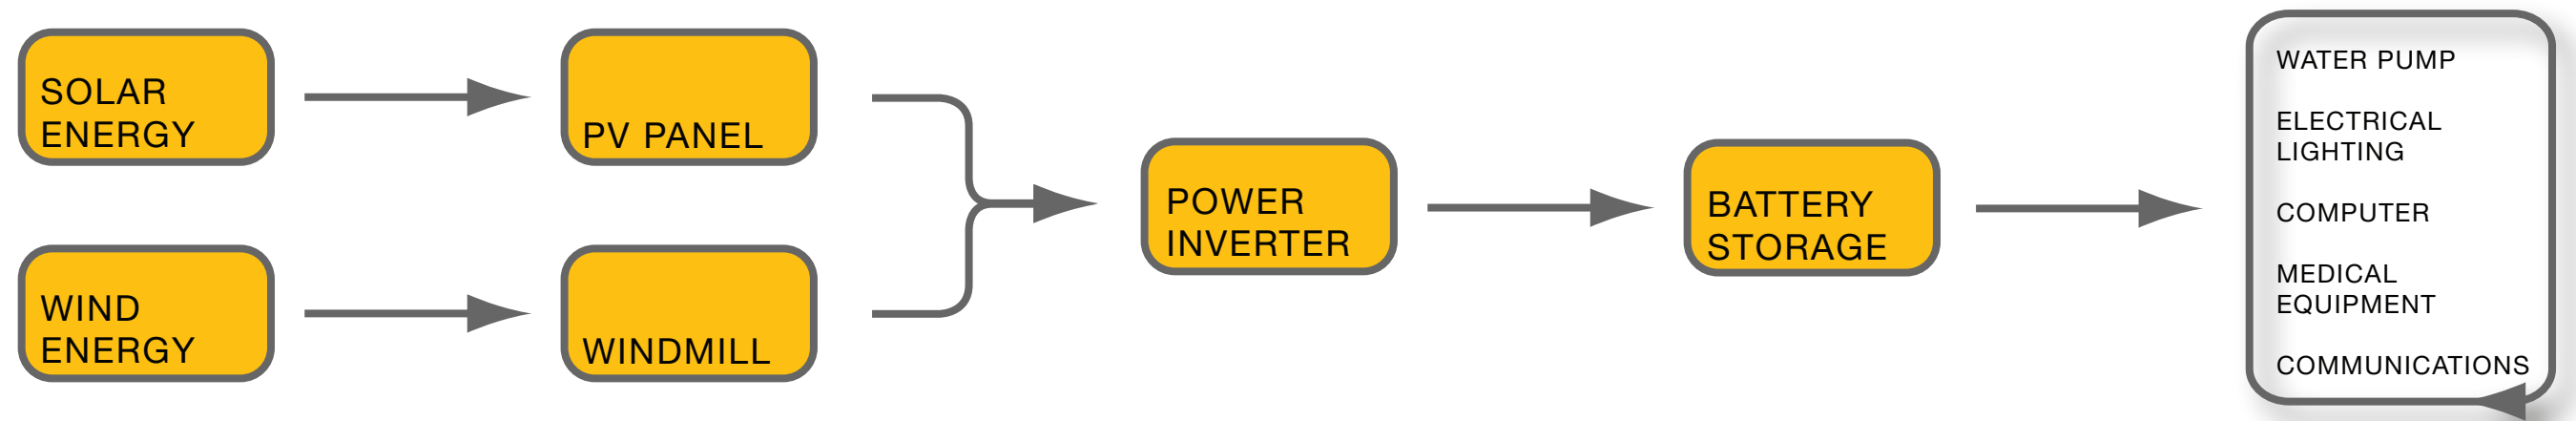 SOLAR
ENERGY
PV PANEL
WIND
ENERGY
WINDMILL
POWER
INVERTER
BATTERY
STORAGE
WATER PUMP
ELECTRICAL
LIGHTING
COMPUTER
MEDICAL
EQUIPMENT
COMMUNICATIONS